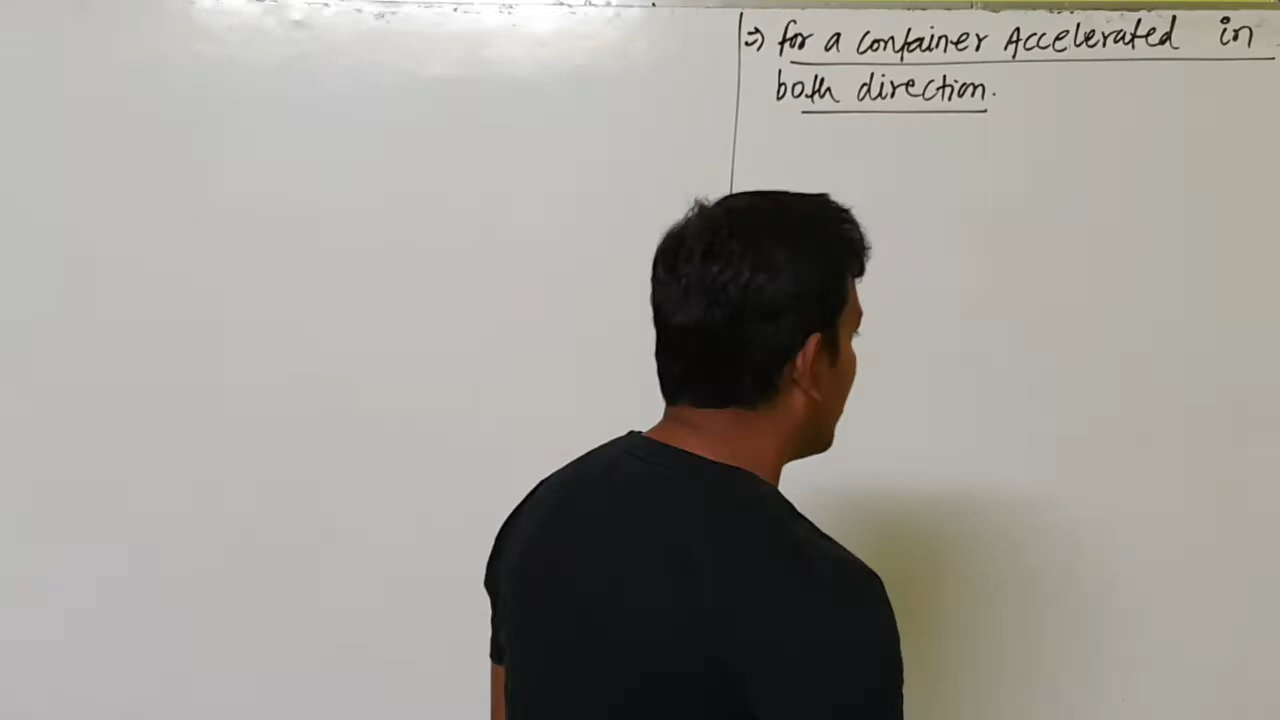 ⇒ for a container Accelerated in
both direction.